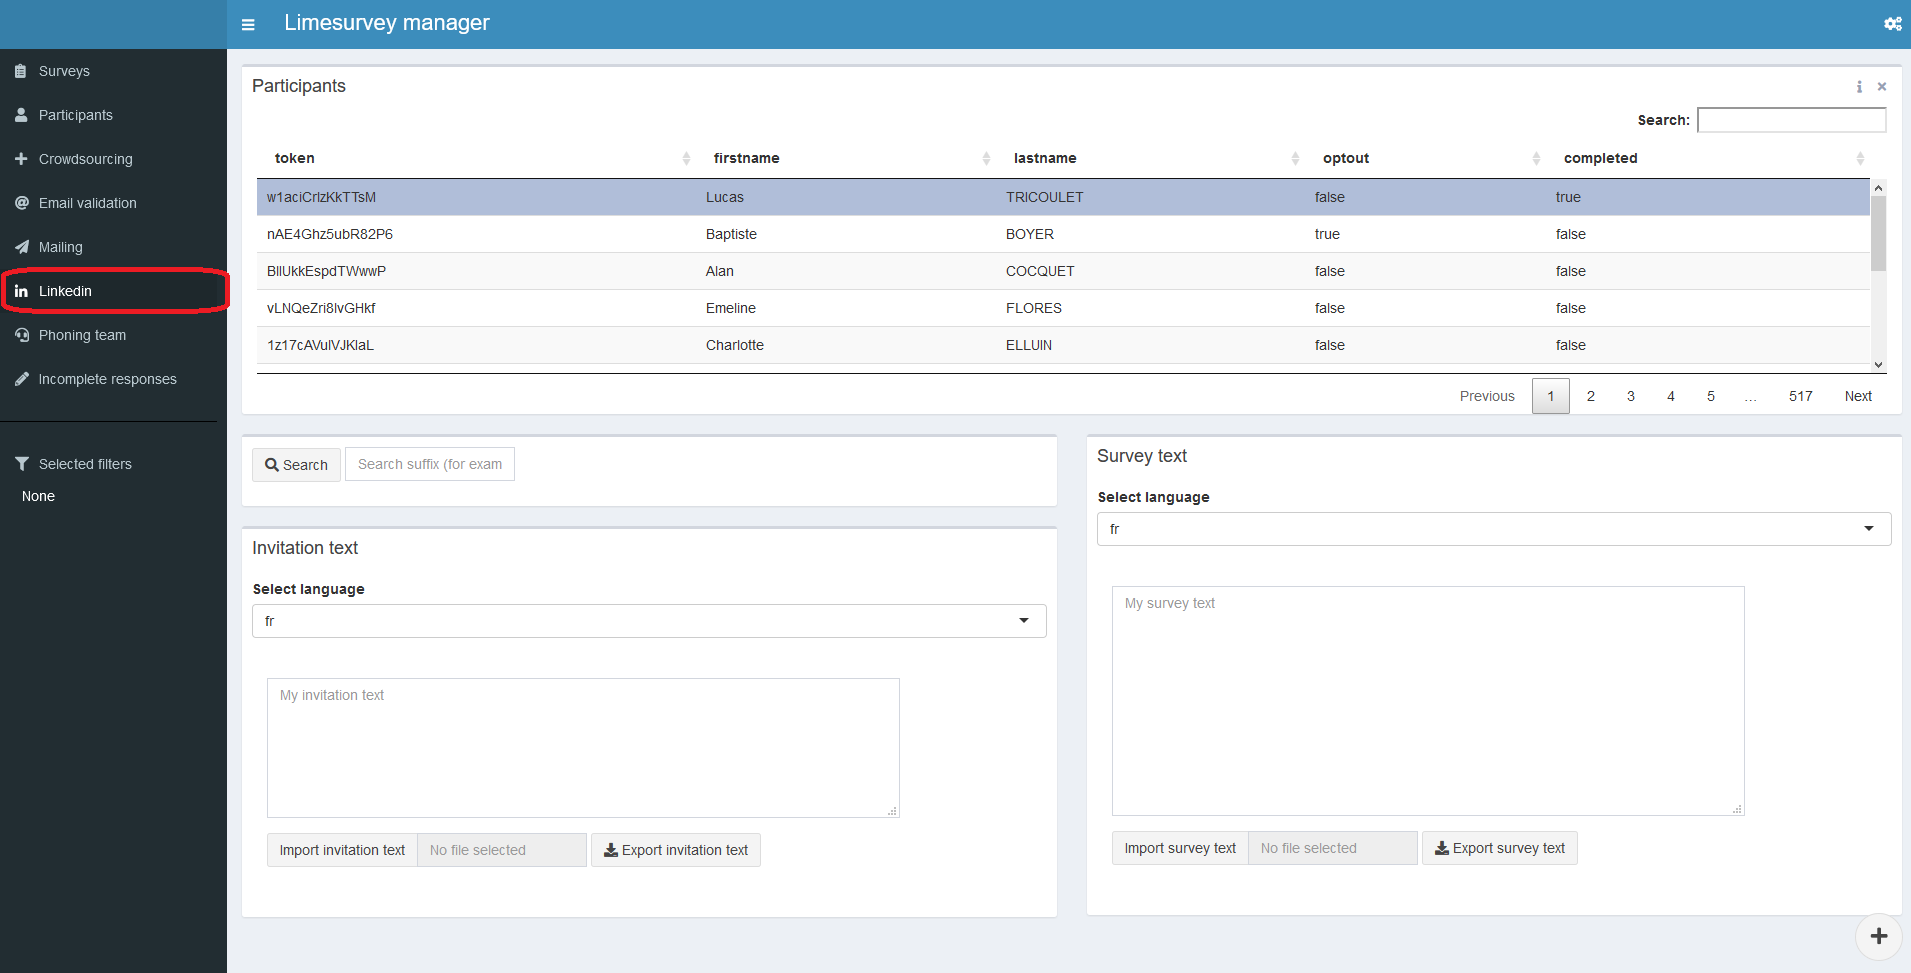 Limesurvey manager
Surveys
Participants
Crowdsourcing
Email validation
Mailing
Linkedin
Phoning team
Incomplete responses
Selected filters
None
Participants
Search:
token firstname lastname optout completed
w1aciCrlzKkTTsM Lucas TRICOULET false true
nAE4Ghz5ubR82P6 Baptiste BOYER true false
BllUkkEspdTWwwP Alan COCQUET false false
vLNQeZri8lvGHkf Emeline FLORES false false
1z17cAVulVJKlaL Charlotte ELLUIN false false
Previous 1 2 3 4 5 … 517 Next
Search Search suffix (for exam
Invitation text
Select language
fr
My invitation text
Import invitation text No file selected Export invitation text
Survey text
Select language
fr
My survey text
Import survey text No file selected Export survey text